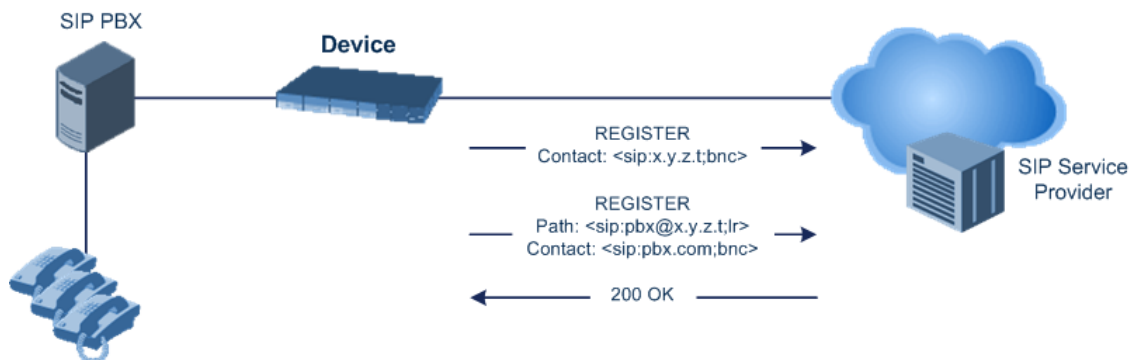 SIP PBX
Device
REGISTER
Contact: <sip:x.y.z.t;bnc>
SIP Service
Provider
REGISTER
Path: <sip:pbx@x.y.z.t;lr>
Contact: <sip:pbx.com;bnc>
200 OK